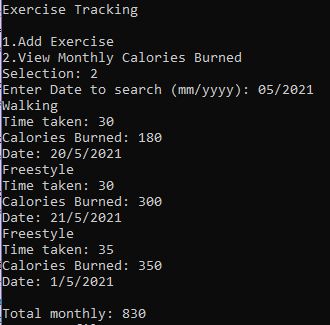 Exercise Tracking
1.Add Exercise
2.View Monthly Calories Burned
Selection: 2
Enter Date to search (mm/yyyy): 05/2021
Walking
Time taken: 30
Calories Burned: 180
Date: 20/5/2021
Freestyle
Time taken: 30
Calories Burned: 300
Date: 21/5/2021
Freestyle
Time taken: 35
Calories Burned: 350
Date: 1/5/2021
Total monthly: 830